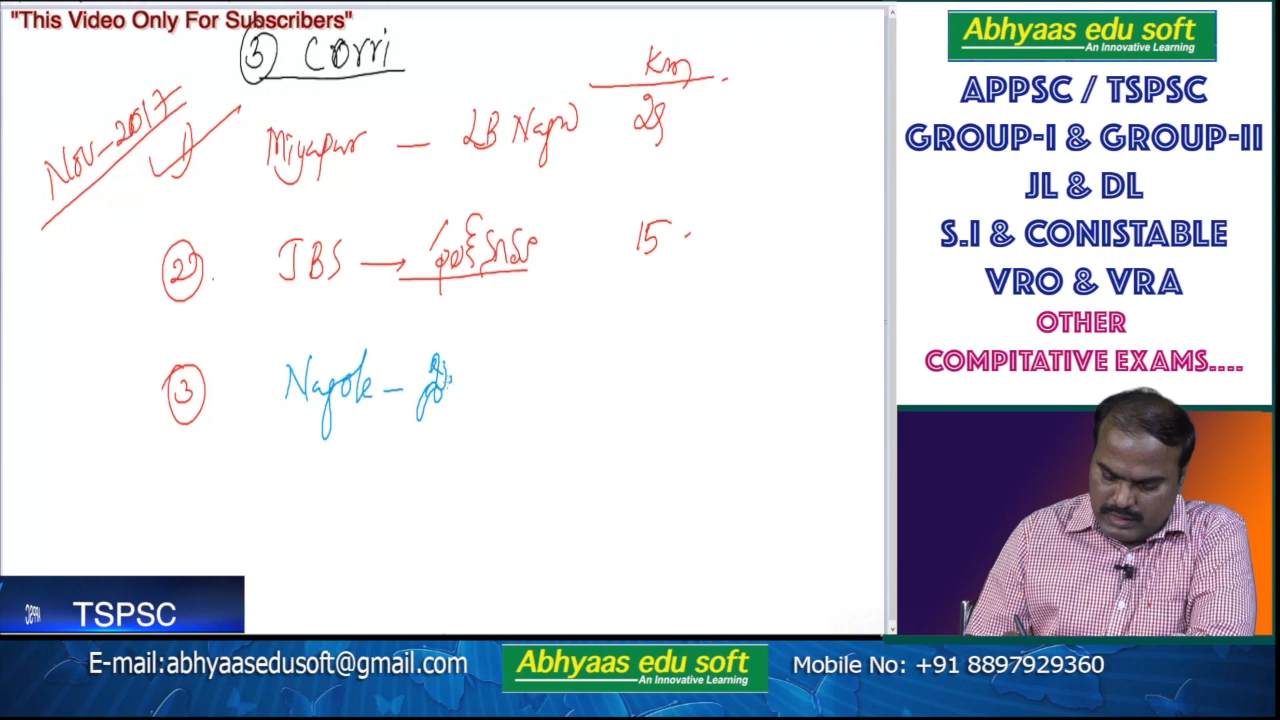 "This Video Only For Subscribers"
③ Corri
Km
Nov-2017
1) Miyapur — LB Nagar 29
2) JBS → 15
③ Nagole –
Abhyaas edu soft
An Innovative Learning
APPSC / TSPSC
GROUP-I & GROUP-II
JL & DL
S.I & CONISTABLE
VRO & VRA
OTHER
COMPITATIVE EXAMS....
TSPSC
E-mail:abhyaasedusoft@gmail.com
Abhyaas edu soft
An Innovative Learning
Mobile No: +91 8897929360